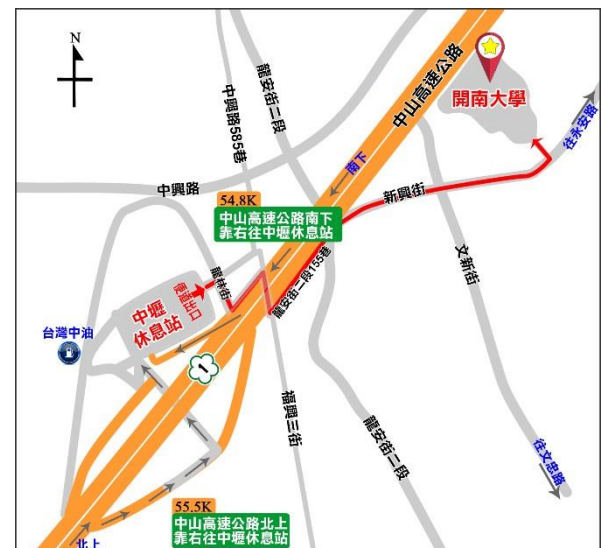 N
中山高速公路
開南大學
往永安路
龍安街二段
中興路585巷
南下
中興路
新興街
54.8K
中山高速公路南下
靠右往中壢休息站
龍安街二段155巷
文新街
龍林街
便道出口
中壢
休息站
台灣中油
1
福興三街
龍安街二段
往文忠路
55.5K
中山高速公路北上
靠右往中壢休息站
北上